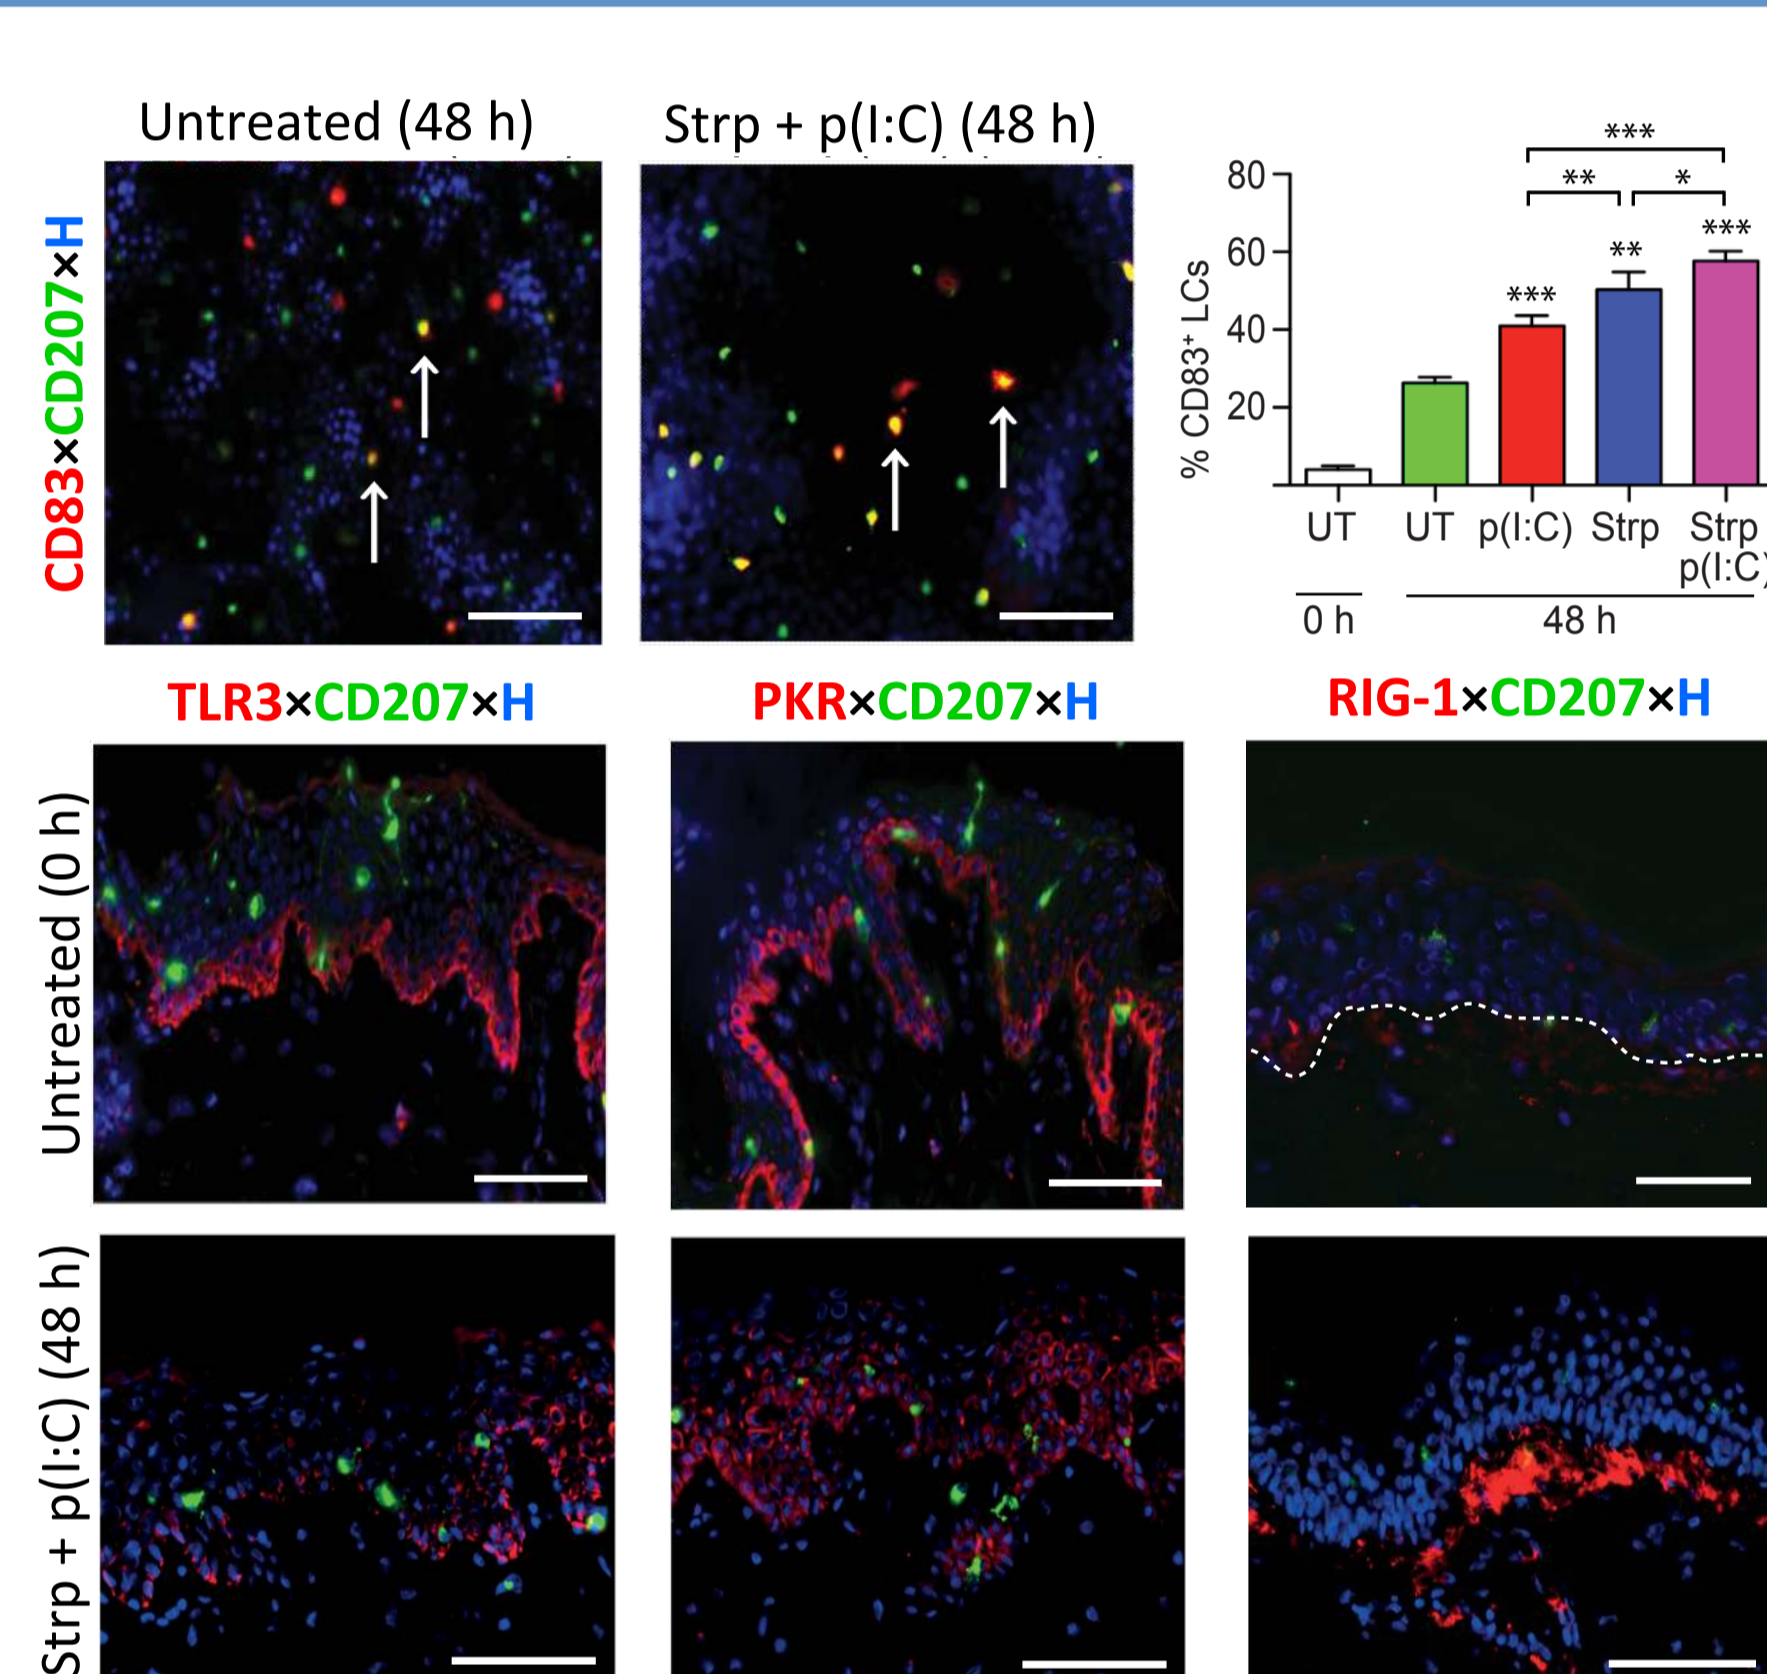 Untreated (48 h)
Strp + p(I:C) (48 h)
CD83×CD207×H
% CD83+ LCs
80
60
40
20
***
** *
***
**
***
UT UT p(I:C) Strp Strp
p(I:C)
0 h 48 h
TLR3×CD207×H
PKR×CD207×H
RIG-1×CD207×H
Untreated (0 h)
Strp + p(I:C) (48 h)